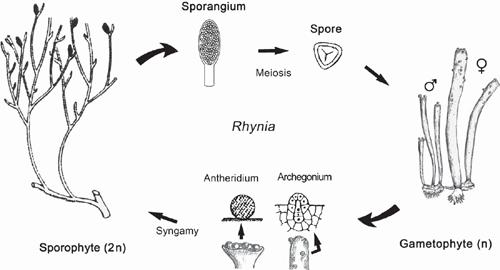 Sporangium
Spore
Meiosis
♂
♀
Rhynia
Antheridium
Archegonium
Syngamy
Sporophyte (2n)
Gametophyte (n)